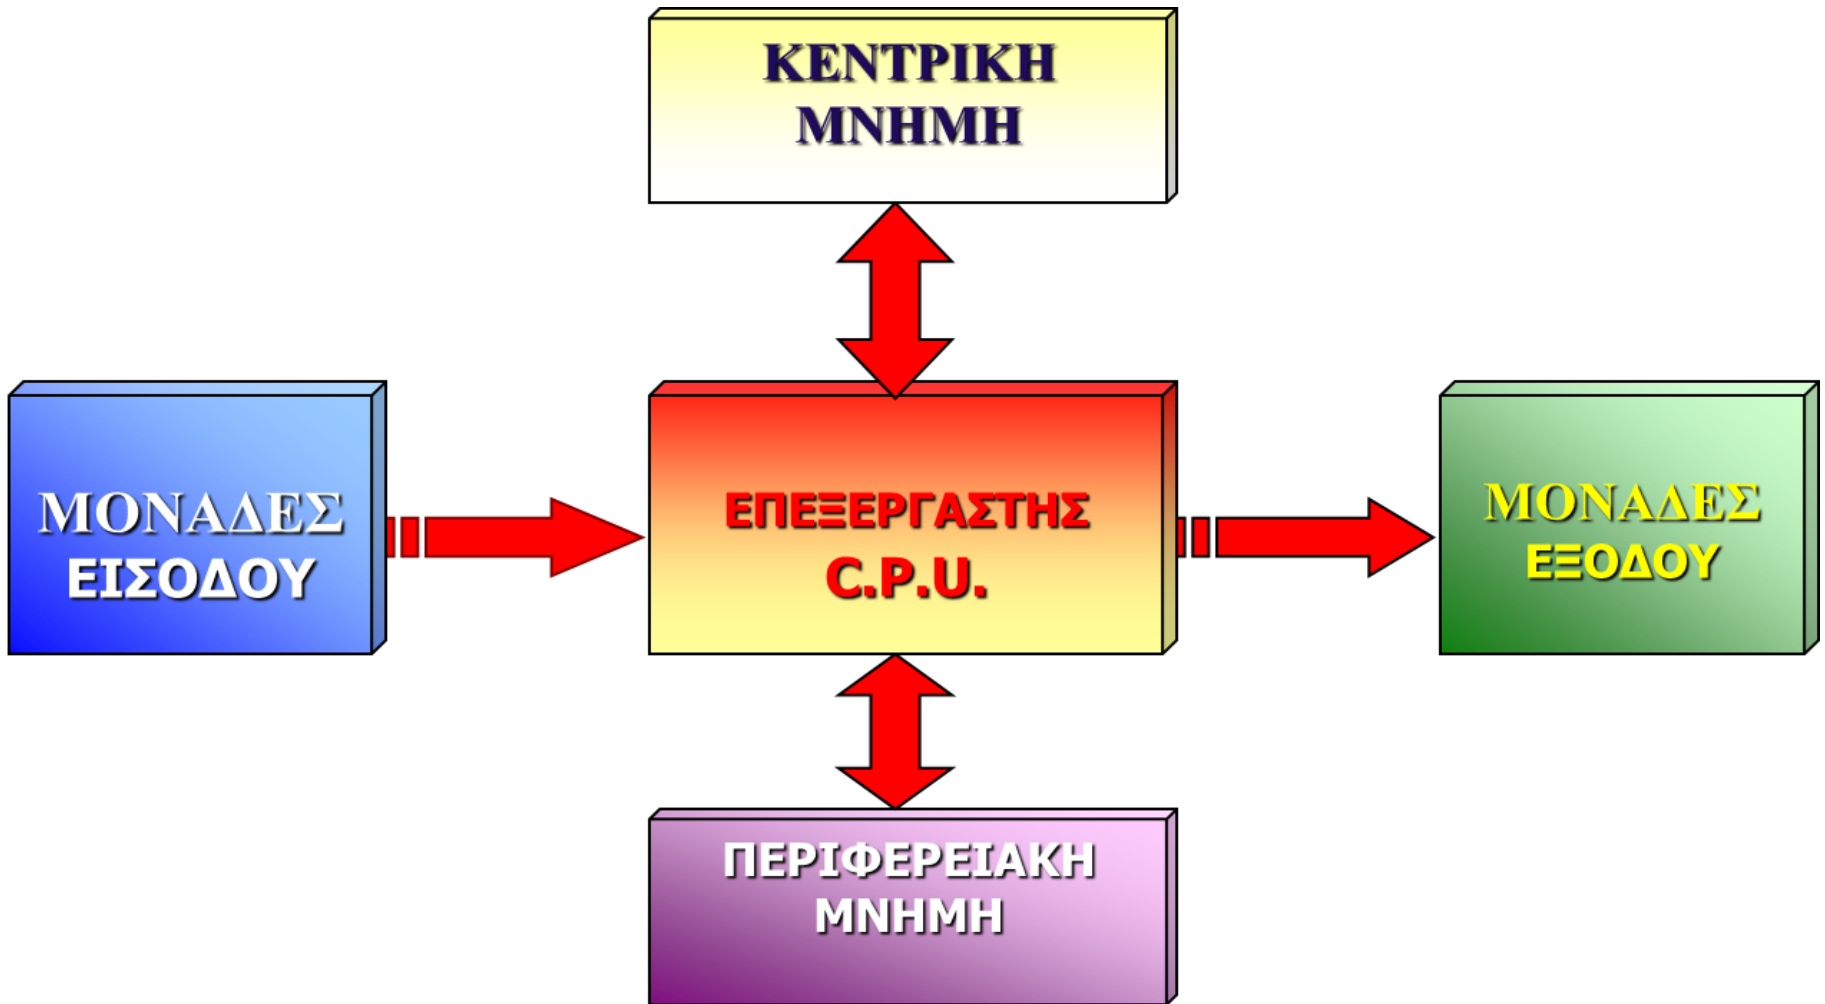 ΚΕΝΤΡΙΚΗ
ΜΝΗΜΗ
ΜΟΝΑΔΕΣ
ΕΙΣΟΔΟΥ
ΕΠΕΞΕΡΓΑΣΤΗΣ
C.P.U.
ΜΟΝΑΔΕΣ
ΕΞΟΔΟΥ
ΠΕΡΙΦΕΡΕΙΑΚΗ
ΜΝΗΜΗ